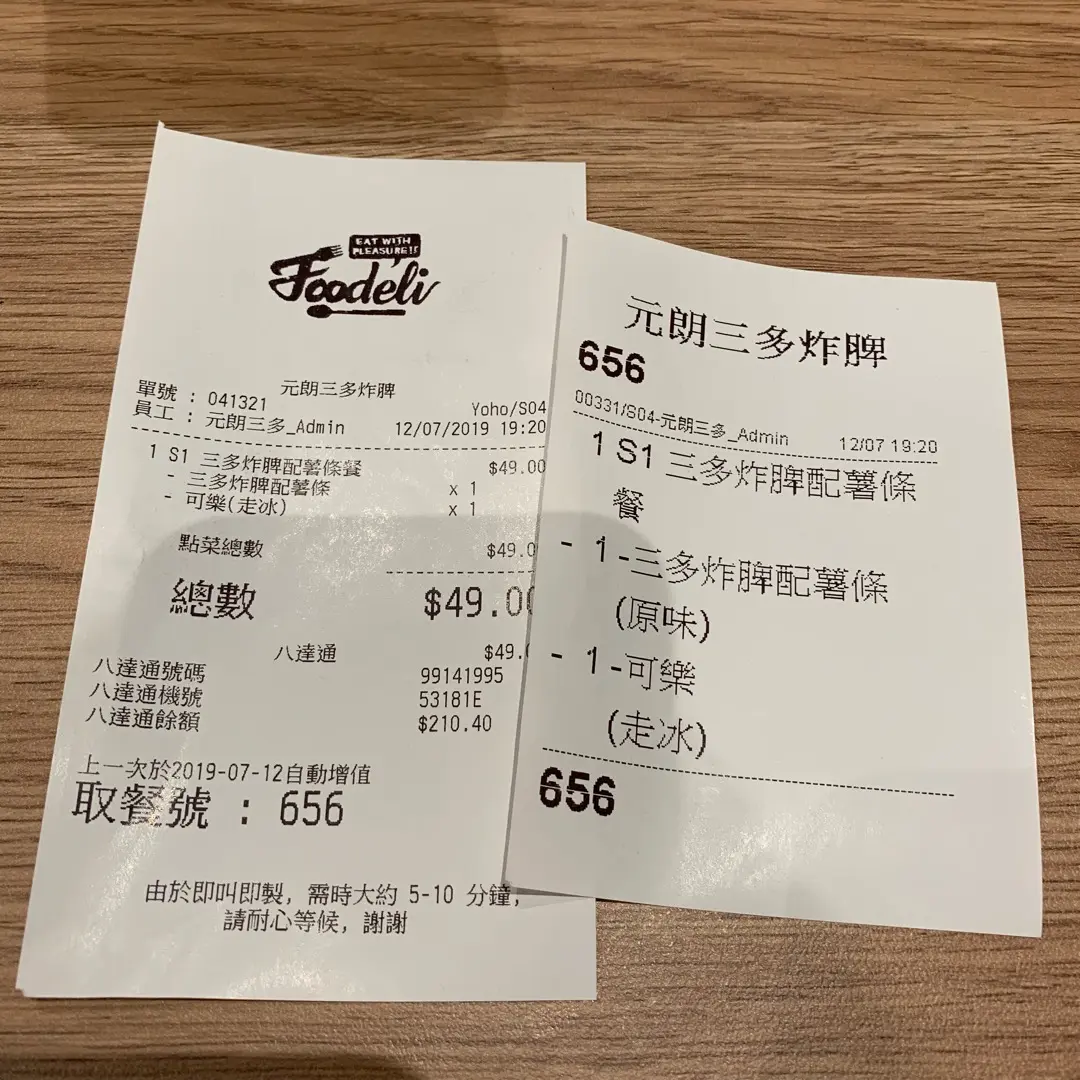 EAT WITH
PLEASURE!!
Foodeli
元朗三多炸脾
單號 : 041321 Yoho/S04
員工 : 元朗三多_Admin 12/07/2019 19:20
1 S1 三多炸脾配薯條餐 $49.00
- 三多炸脾配薯條 x 1
- 可樂(走冰) x 1
點菜總數 $49.0
總數 $49.00
八達通 $49.
八達通號碼 99141995
八達通機號 53181E
八達通餘額 $210.40
上一次於2019-07-12自動增值
取餐號 : 656
由於即叫即製, 需時大約 5-10 分鐘,
請耐心等候, 謝謝
元朗三多炸脾
656
00331/S04-元朗三多_Admin 12/07 19:20
1 S1 三多炸脾配薯條
餐
- 1 -三多炸脾配薯條
(原味)
- 1 -可樂
(走冰)
656